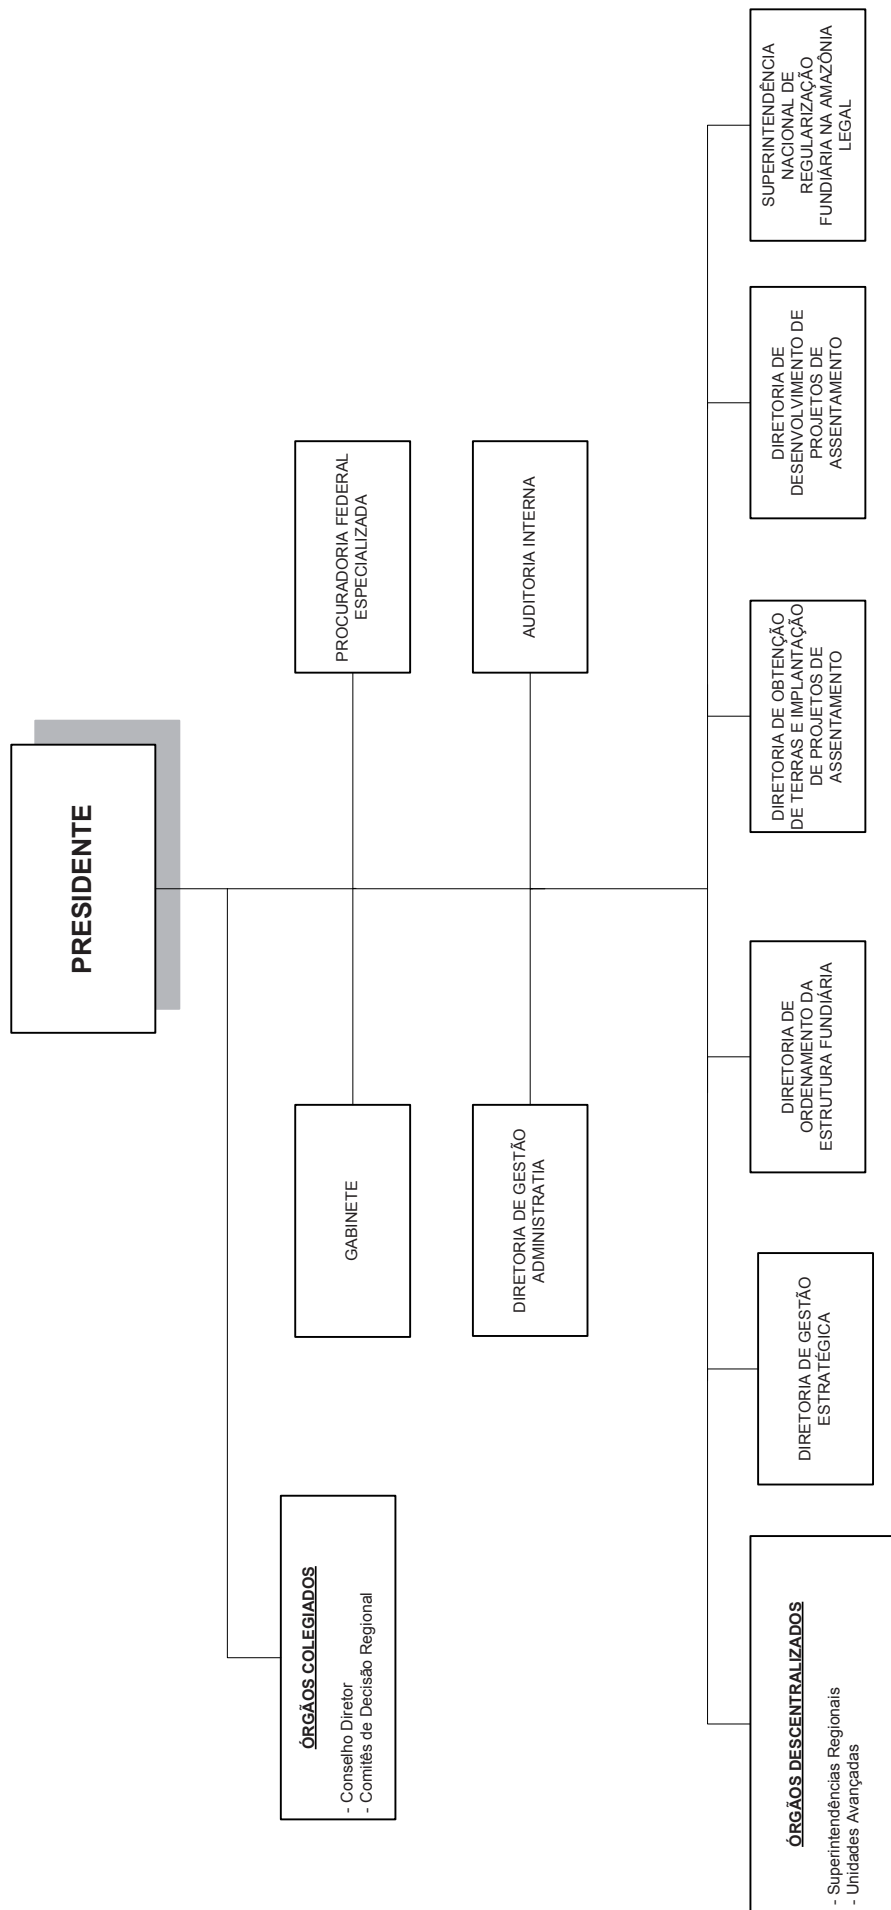 PRESIDENTE
ÓRGÃOS COLEGIADOS
- Conselho Diretor
- Comitês de Decisão Regional
GABINETE
PROCURADORIA FEDERAL
ESPECIALIZADA
DIRETORIA DE GESTÃO
ADMINISTRATIA
AUDITORIA INTERNA
ÓRGÃOS DESCENTRALIZADOS
- Superintendências Regionais
- Unidades Avançadas
DIRETORIA DE GESTÃO
ESTRATÉGICA
DIRETORIA DE
ORDENAMENTO DA
ESTRUTURA FUNDIÁRIA
DIRETORIA DE OBTENÇÃO
DE TERRAS E IMPLANTAÇÃO
DE PROJETOS DE
ASSENTAMENTO
DIRETORIA DE
DESENVOLVIMENTO DE
PROJETOS DE
ASSENTAMENTO
SUPERINTENDÊNCIA
NACIONAL DE
REGULARIZAÇÃO
FUNDIÁRIA NA AMAZÔNIA
LEGAL